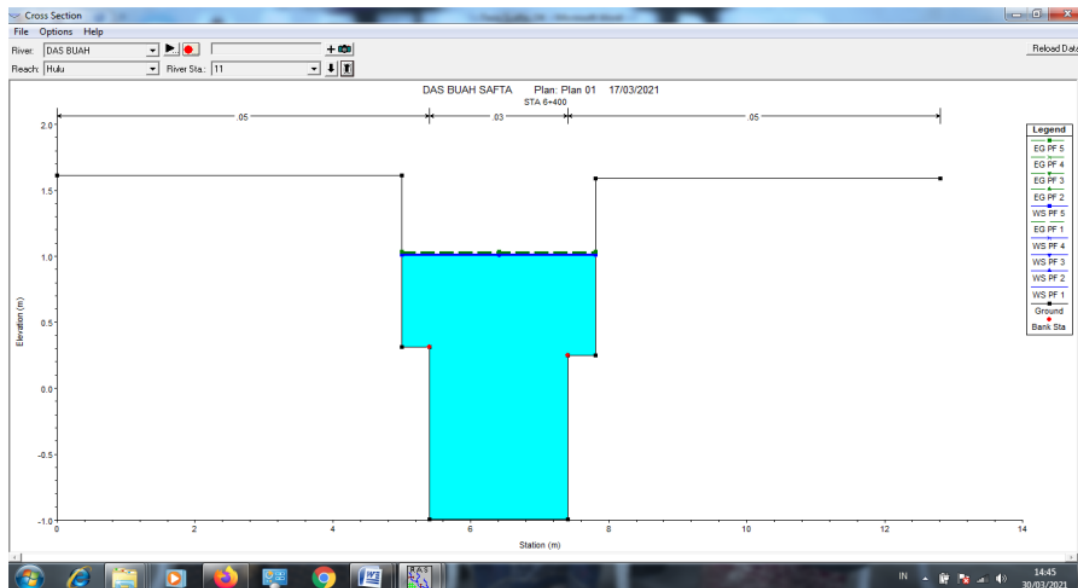 Cross Section
File Options Help
River: DAS BUAH
Reload Data
Reach: Hulu River Sta.: 11
DAS BUAH SAFTA Plan: Plan 01 17/03/2021
STA 6+400
.05 .03 .05
Legend
EG PF 5
EG PF 4
EG PF 3
EG PF 2
WS PF 5
EG PF 1
WS PF 4
WS PF 3
WS PF 2
WS PF 1
Ground
Bank Sta
2.0
1.5
1.0
0.5
0.0
-0.5
-1.0
Elevation (m)
0 2 4 6 8 10 12 14
Station (m)
IN
14:45
30/03/2021